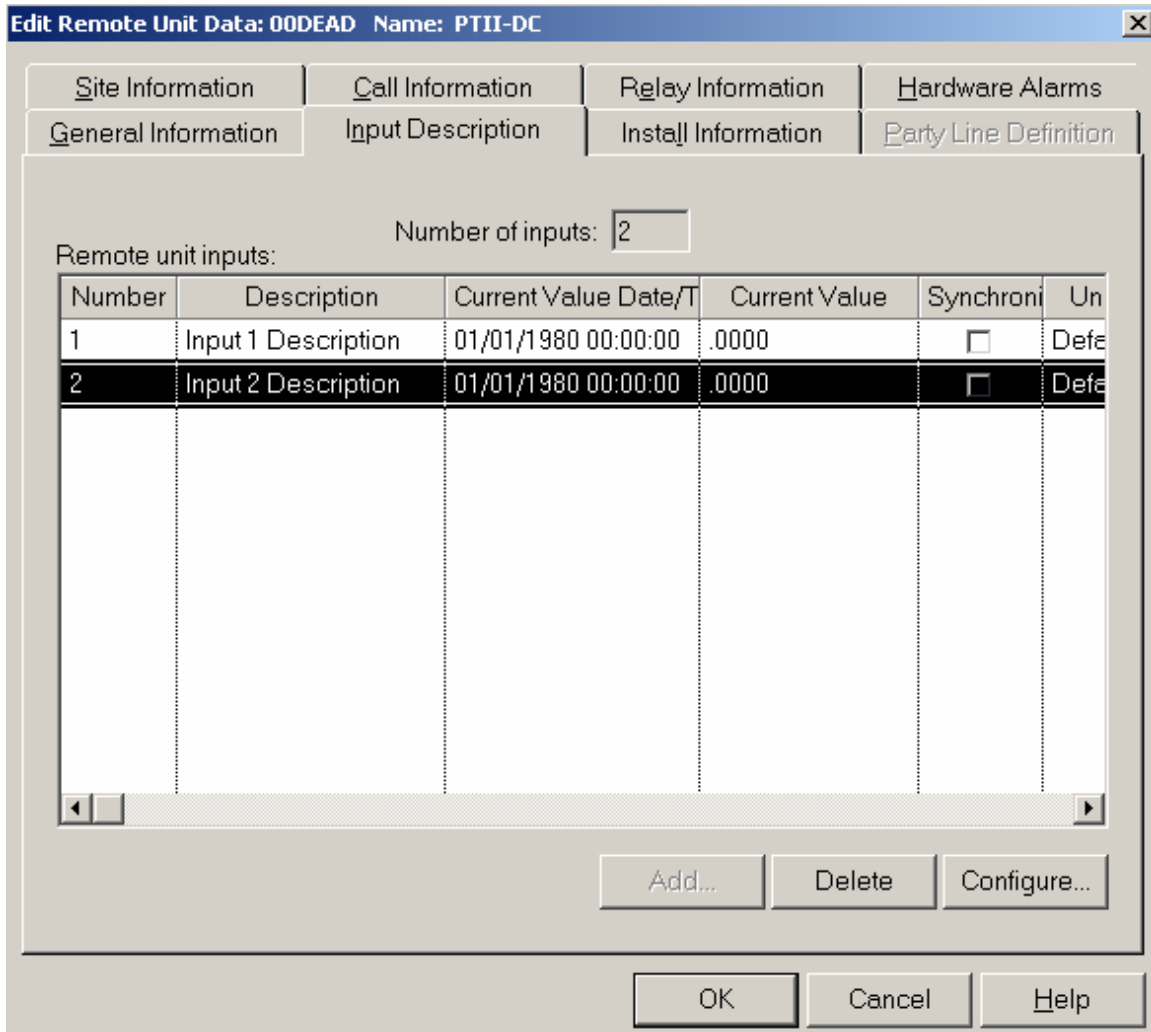 Edit Remote Unit Data: 00DEAD Name: PTII-DC
Site Information Call Information Relay Information Hardware Alarms
General Information Input Description Install Information Party Line Definition
Number of inputs: 2
Remote unit inputs:
Number Description Current Value Date/T Current Value Synchroni Un
1 Input 1 Description 01/01/1980 00:00:00 .0000 Defa
2 Input 2 Description 01/01/1980 00:00:00 .0000 Defa
Add... Delete Configure...
OK Cancel Help